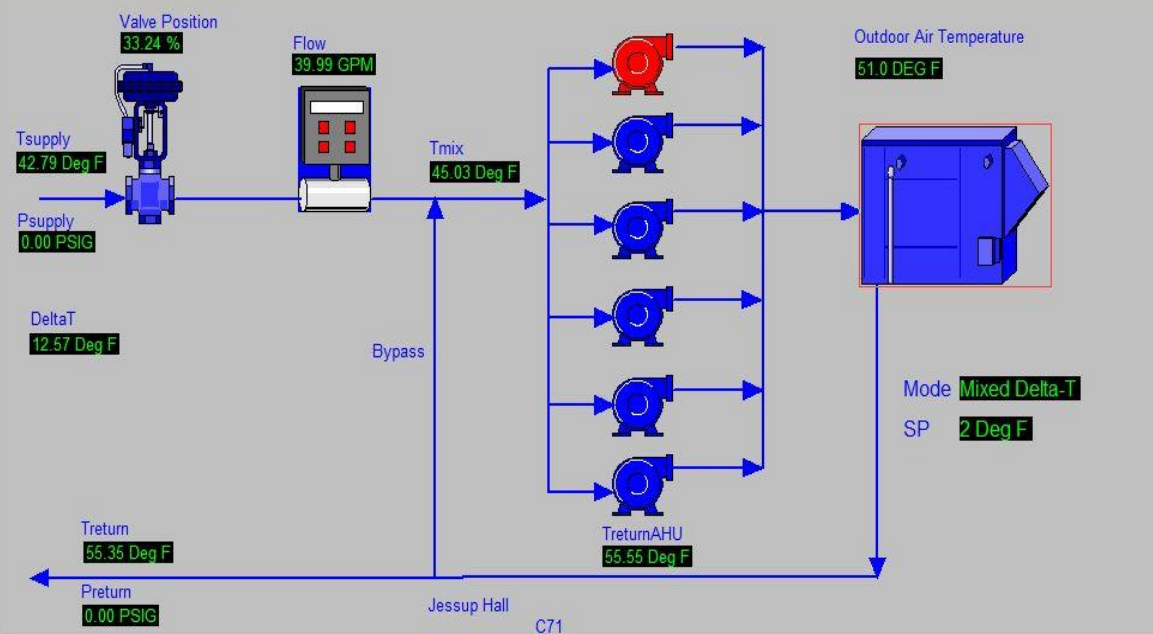 Valve Position
33.24 %
Flow
39.99 GPM
Outdoor Air Temperature
51.0 DEG F
Tsupply
42.79 Deg F
Tmix
45.03 Deg F
Psupply
0.00 PSIG
DeltaT
12.57 Deg F
Bypass
Mode Mixed Delta-T
SP 2 Deg F
Treturn
55.35 Deg F
TreturnAHU
55.55 Deg F
Preturn
0.00 PSIG
Jessup Hall
C71